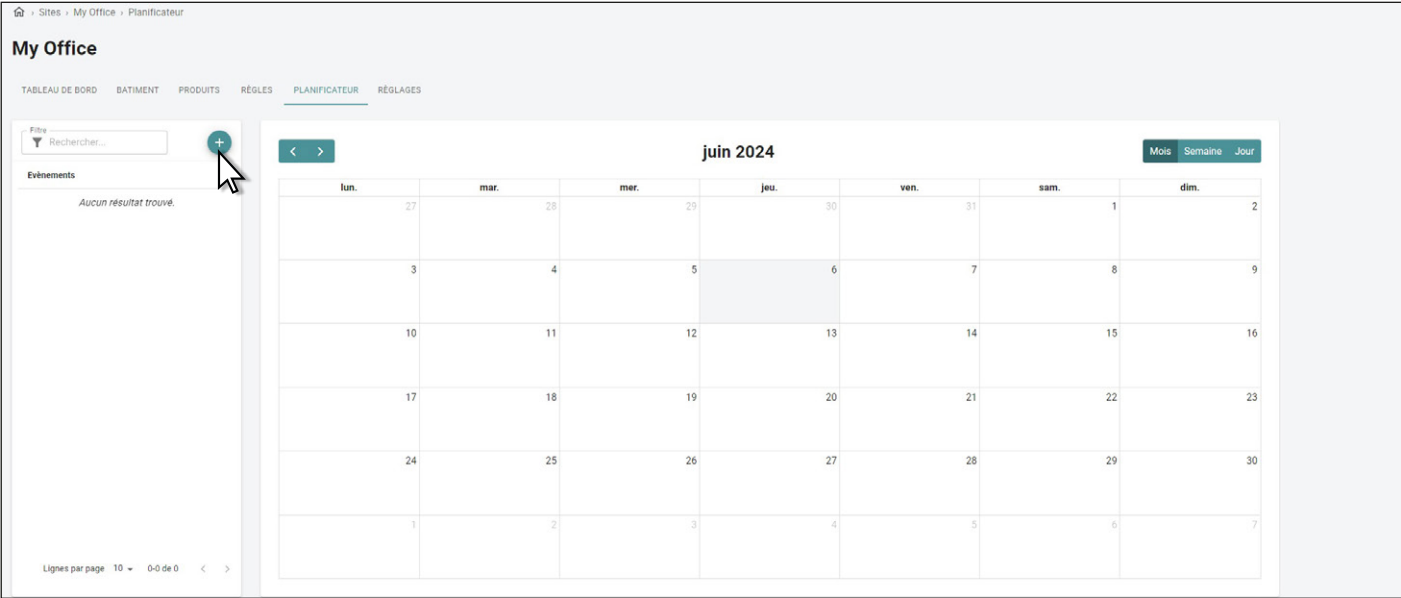 › Sites › My Office › Planificateur
My Office
TABLEAU DE BORD BATIMENT PRODUITS RÈGLES PLANIFICATEUR RÉGLAGES
Filtre
Rechercher...
+
Evènements
Aucun résultat trouvé.
Lignes par page 10 0-0 de 0 < >
< >
juin 2024
Mois Semaine Jour
lun. mar. mer. jeu. ven. sam. dim.
27 28 29 30 31 1 2
3 4 5 6 7 8 9
10 11 12 13 14 15 16
17 18 19 20 21 22 23
24 25 26 27 28 29 30
1 2 3 4 5 6 7